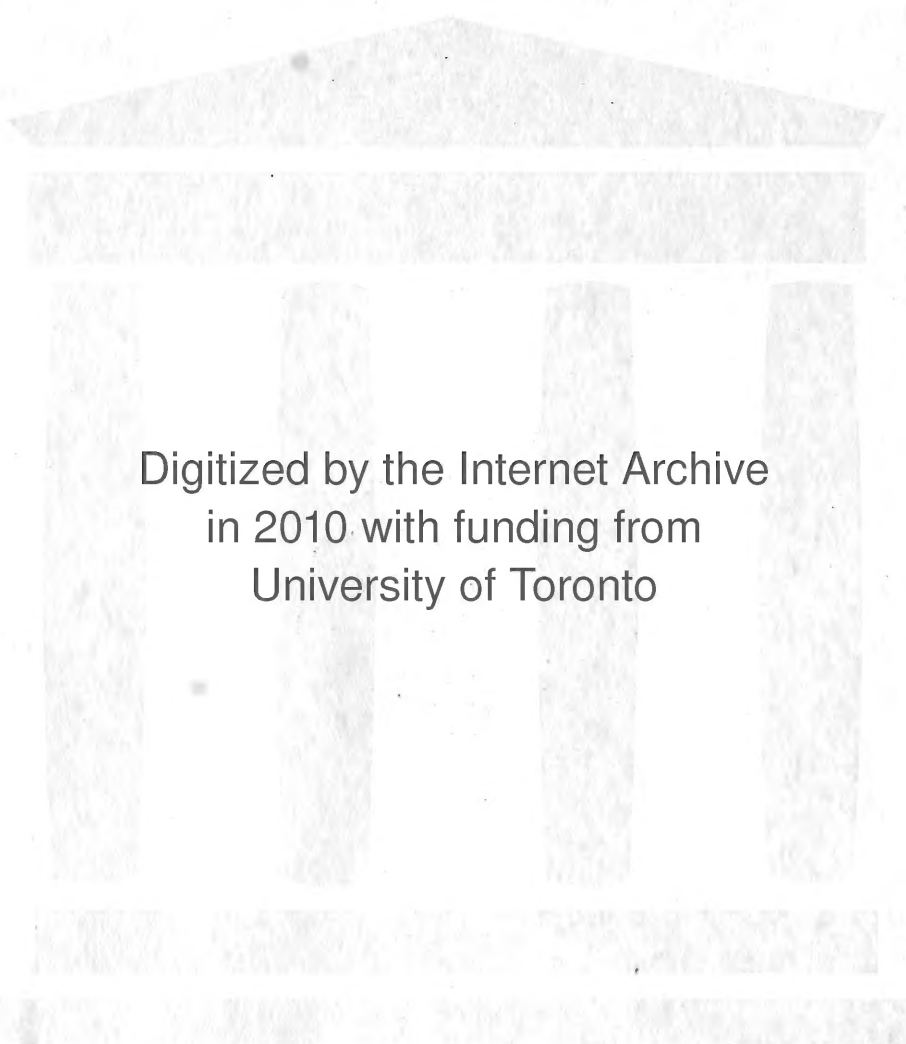 Digitized by the Internet Archive
in 2010 with funding from
University of Toronto